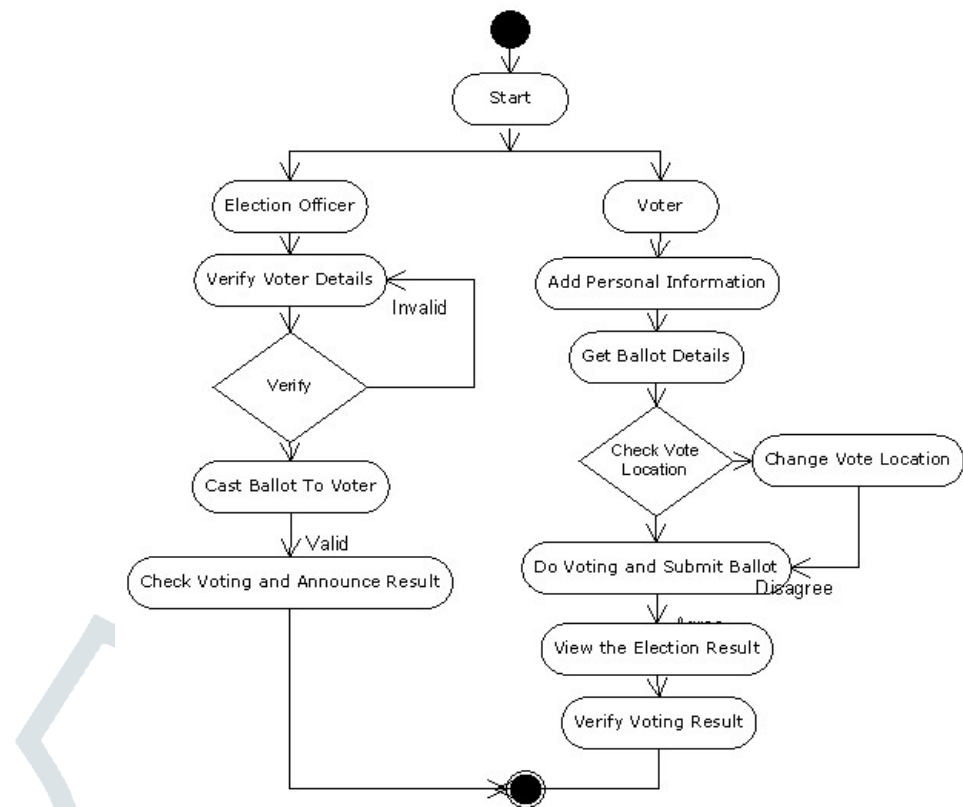 Start
Election Officer
Voter
Verify Voter Details
Add Personal Information
Invalid
Get Ballot Details
Verify
Check Vote
Location
Change Vote Location
Cast Ballot To Voter
Valid
Do Voting and Submit Ballot
Check Voting and Announce Result
Disagree
View the Election Result
Verify Voting Result